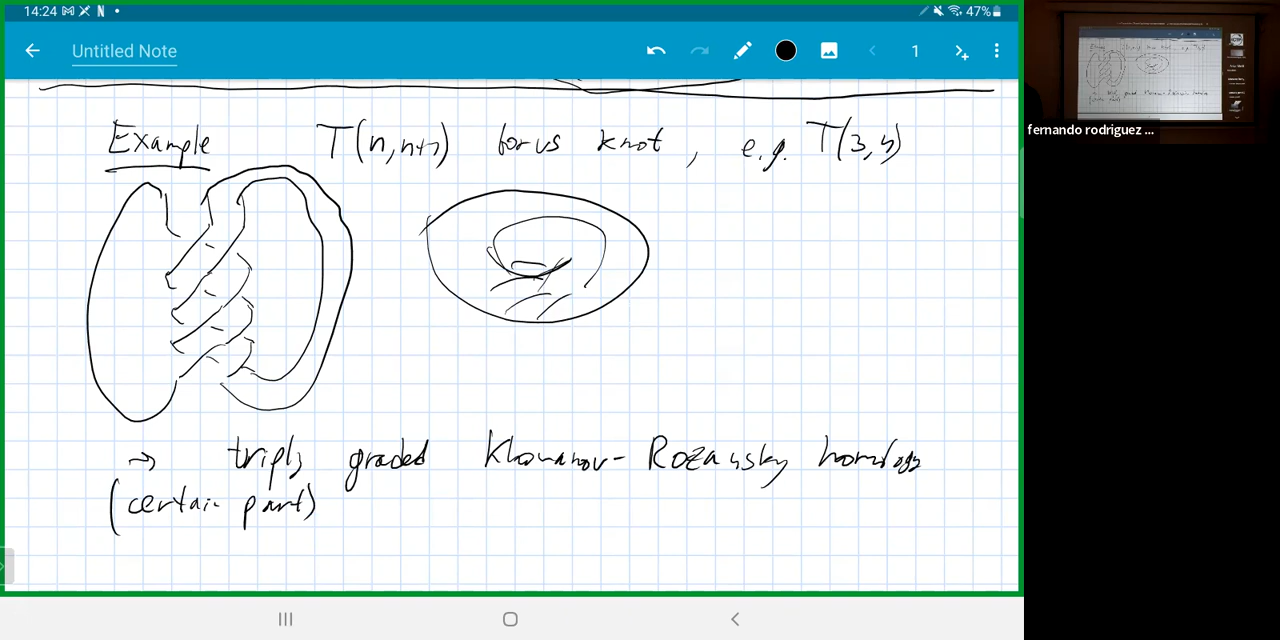 14:24 N 47%
Untitled Note 1
Example T(n,n+1) torus knot, e.g. T(3,4)
fernando rodriguez ...
→ triply graded Khovanov-Rozansky homology
(certain part)